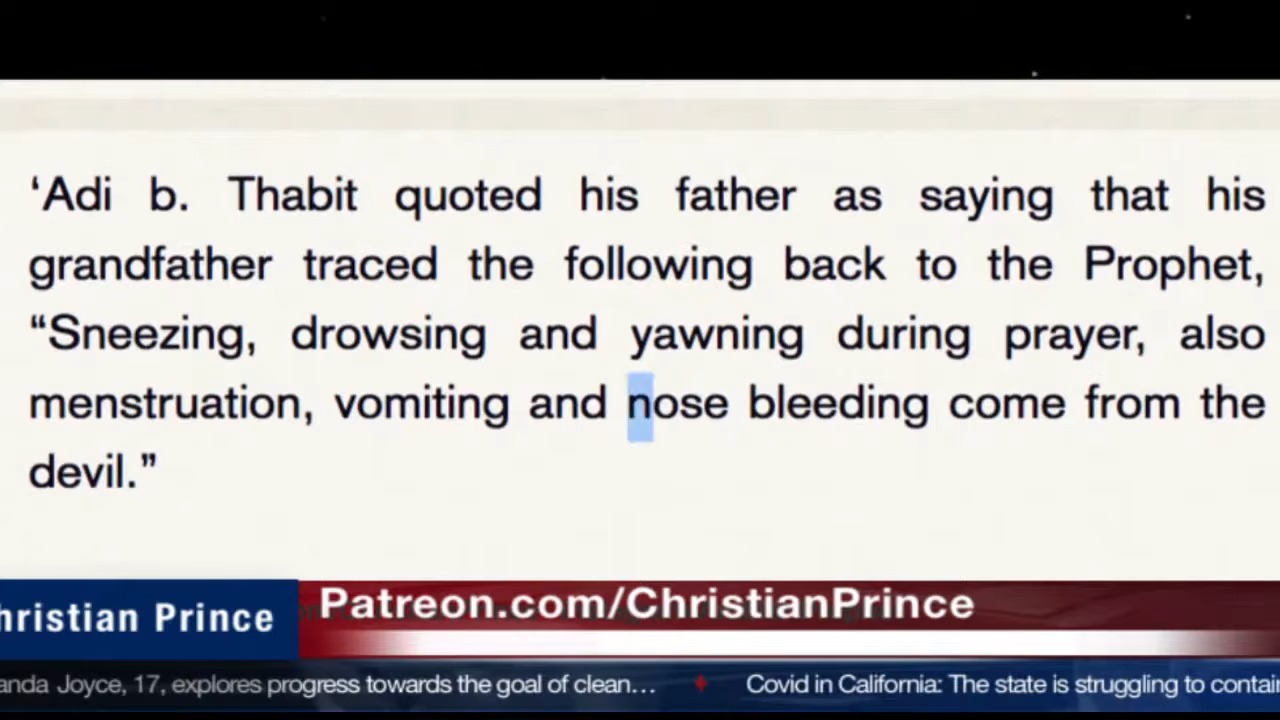 ‘Adi b. Thabit quoted his father as saying that his
grandfather traced the following back to the Prophet,
“Sneezing, drowsing and yawning during prayer, also
menstruation, vomiting and nose bleeding come from the
devil.”
hristian Prince
Patreon.com/ChristianPrince
anda Joyce, 17, explores progress towards the goal of clean… Covid in California: The state is struggling to contain